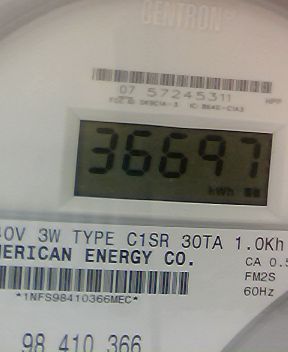 CENTRON®
07 57245311
36697
kWh
40V 3W TYPE C1SR 30TA 1.0Kh
MERICAN ENERGY CO.
CA 0.5
FM2S
*1NFS98410366MEC*
60Hz
98 410 366